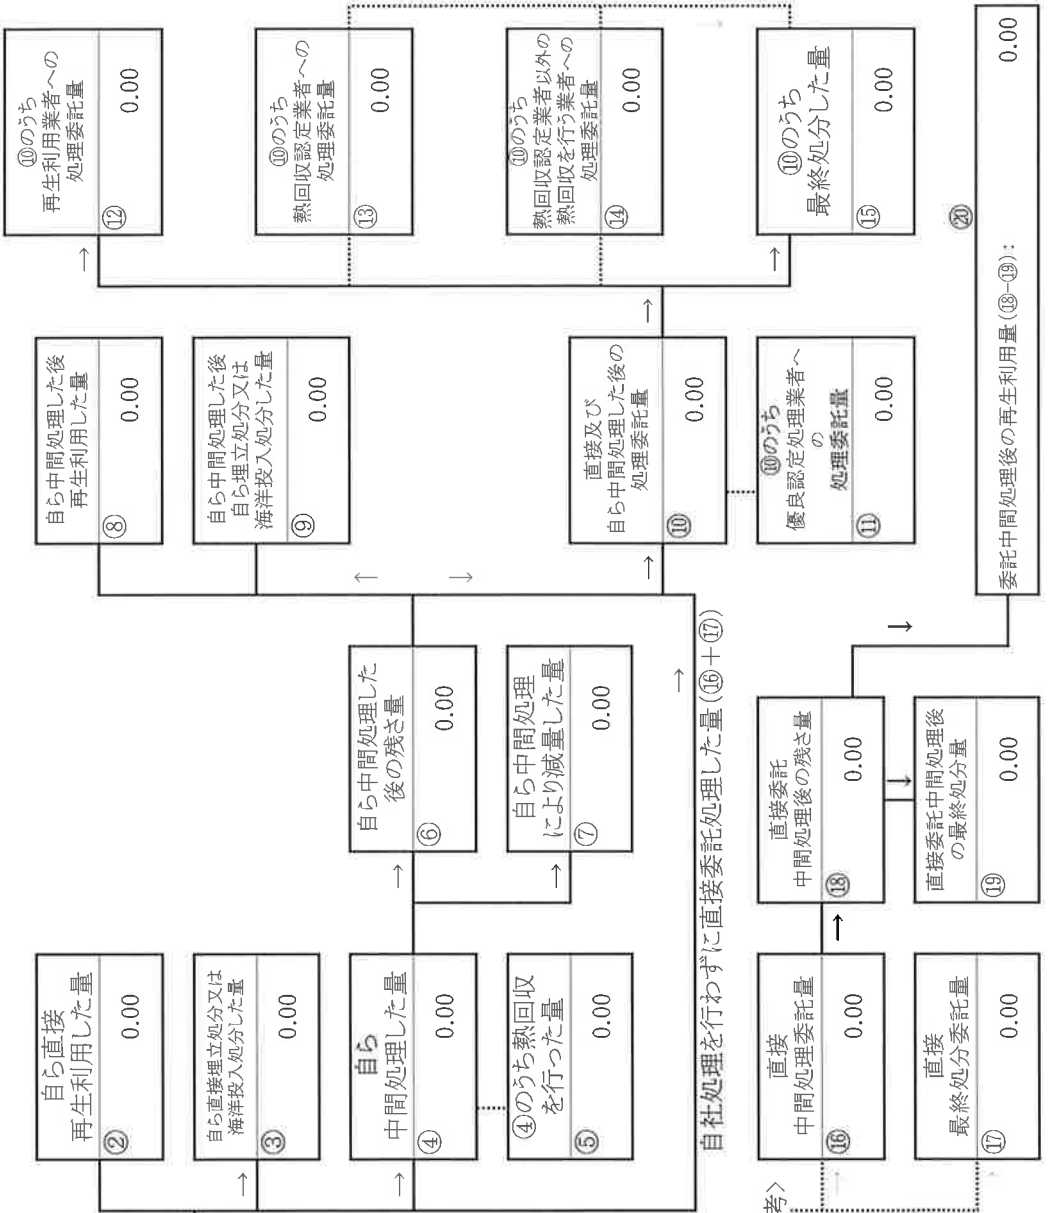 自ら直接
再生利用した量
②
0.00
自ら直接埋立処分又は
海洋投入処分した量
③
0.00
自ら
中間処理した量
④
0.00
④のうち熱回収
を行った量
⑤
0.00
自ら中間処理した
後の残さ量
⑥
0.00
自ら中間処理
により減量した量
⑦
0.00
自ら中間処理した後
再生利用した量
⑧
0.00
自ら中間処理した後
自ら埋立処分又は
海洋投入処分した量
⑨
0.00
直接及び
自ら中間処理した後の
処理委託量
⑩
0.00
⑩のうち
優良認定処理業者へ
の
処理委託量
⑪
0.00
⑩のうち
再生利用業者への
処理委託量
⑫
0.00
⑩のうち
熱回収認定業者への
処理委託量
⑬
0.00
⑩のうち
熱回収認定業者以外の
熱回収を行う業者への
処理委託量
⑭
0.00
⑩のうち
最終処分した量
⑮
0.00
自社処理を行わずに直接委託処理した量(⑯+⑰)
考>
直接
中間処理委託量
⑯
0.00
直接
最終処分委託量
⑰
0.00
直接委託
中間処理後の残さ量
⑱
0.00
直接委託中間処理後
の最終処分量
⑲
0.00
⑳
委託中間処理後の再生利用量(⑱-⑲):
0.00